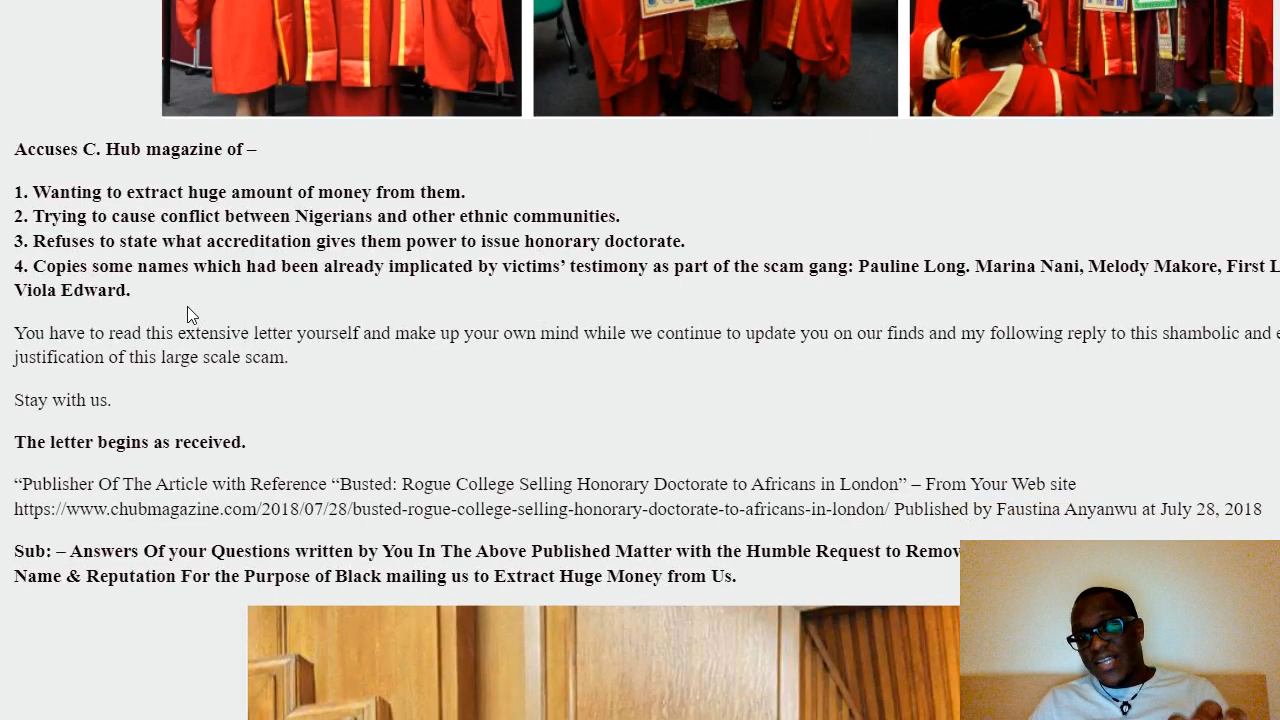 Accuses C. Hub magazine of –
1. Wanting to extract huge amount of money from them.
2. Trying to cause conflict between Nigerians and other ethnic communities.
3. Refuses to state what accreditation gives them power to issue honorary doctorate.
4. Copies some names which had been already implicated by victims’ testimony as part of the scam gang: Pauline Long. Marina Nani, Melody Makore, First
Viola Edward.
You have to read this extensive letter yourself and make up your own mind while we continue to update you on our finds and my following reply to this shambolic and
justification of this large scale scam.
Stay with us.
The letter begins as received.
“Publisher Of The Article with Reference “Busted: Rogue College Selling Honorary Doctorate to Africans in London” – From Your Web site
https://www.chubmagazine.com/2018/07/28/busted-rogue-college-selling-honorary-doctorate-to-africans-in-london/ Published by Faustina Anyanwu at July 28, 2018
Sub: – Answers Of your Questions written by You In The Above Published Matter with the Humble Request to
Name & Reputation For the Purpose of Black mailing us to Extract Huge Money from Us.